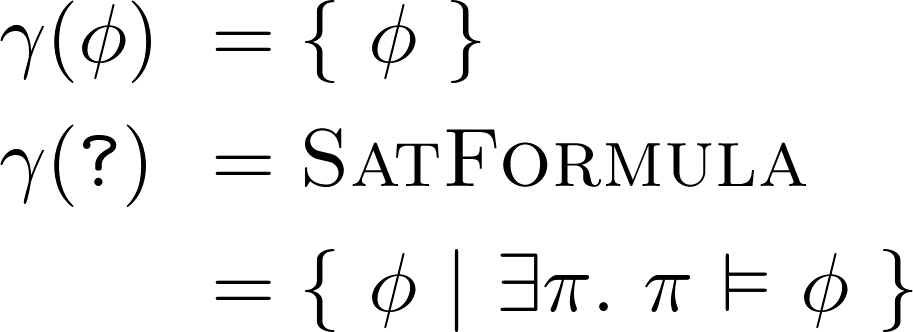 γ(ϕ) = { ϕ }
γ(?) = SATFORMULA
= { ϕ | ∃π. π ⊨ ϕ }